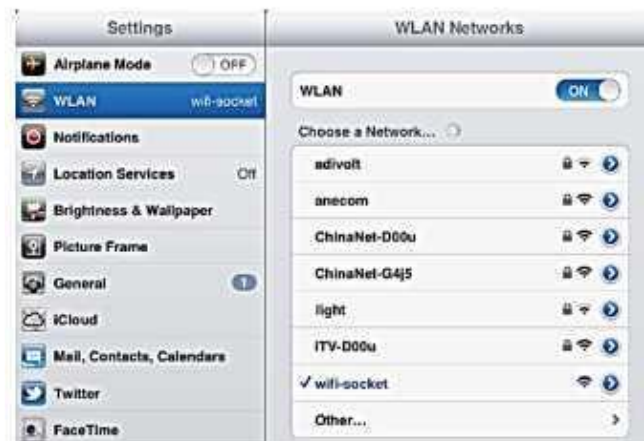 Settings
Airplane Mode OFF
WLAN wifi-socket
Notifications
Location Services Off
Brightness & Wallpaper
Picture Frame
General 1
iCloud
Mail, Contacts, Calendars
Twitter
FaceTime
WLAN Networks
WLAN ON
Choose a Network...
adivolt
anecom
ChinaNet-D00u
ChinaNet-G4j5
light
iTV-D00u
wifi-socket
Other...